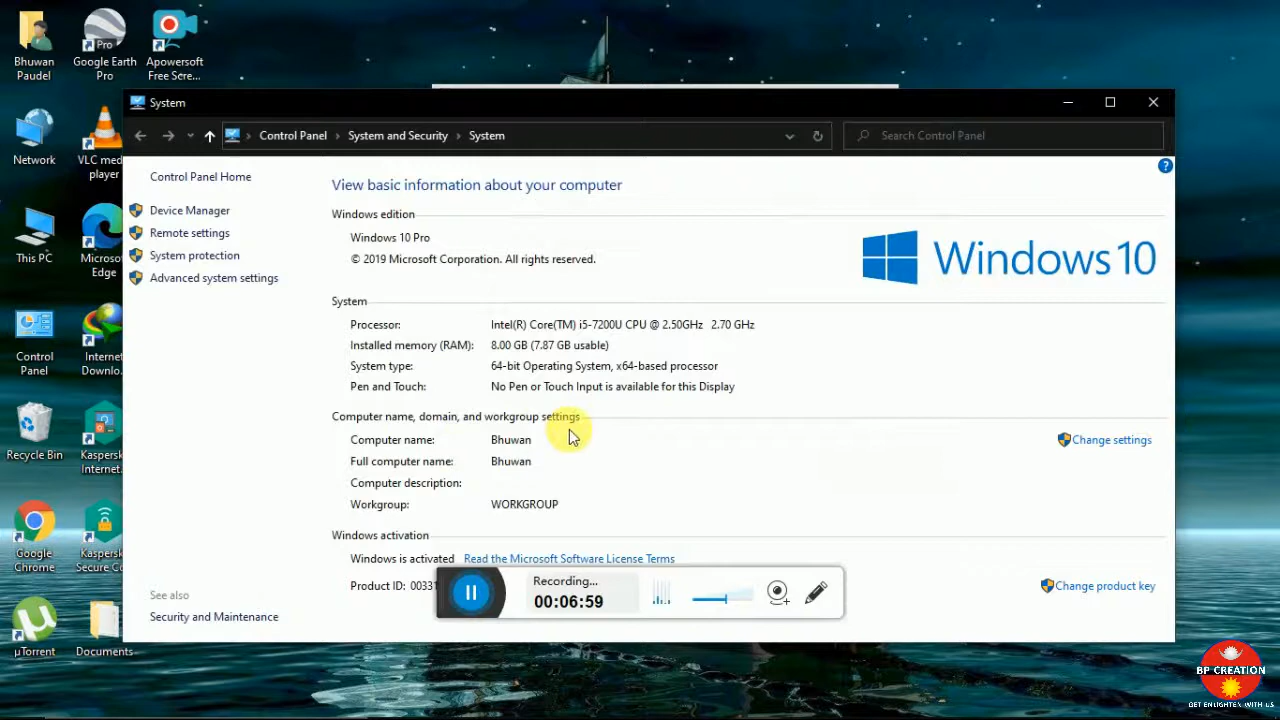 Bhuwan
Paudel
Google Earth
Pro
Pro
Apowersoft
Free Scre...
Network
VLC med
player
This PC
Microso
Edge
Control
Panel
Internet
Downlo.
Recycle Bin
Kaspersk
Internet.
Google
Chrome
Kaspersk
Secure Co
µTorrent
Documents
System
Control Panel > System and Security > System
Search Control Panel
Control Panel Home
Device Manager
Remote settings
System protection
Advanced system settings
See also
Security and Maintenance
?
View basic information about your computer
Windows edition
Windows 10 Pro
© 2019 Microsoft Corporation. All rights reserved.
Windows 10
System
Processor: Intel(R) Core(TM) i5-7200U CPU @ 2.50GHz 2.70 GHz
Installed memory (RAM): 8.00 GB (7.87 GB usable)
System type: 64-bit Operating System, x64-based processor
Pen and Touch: No Pen or Touch Input is available for this Display
Computer name, domain, and workgroup settings
Computer name: Bhuwan
Change settings
Full computer name: Bhuwan
Computer description:
Workgroup: WORKGROUP
Windows activation
Windows is activated Read the Microsoft Software License Terms
Product ID: 00331
Change product key
Recording...
00:06:59
BP CREATION
GET ENLIGHTEN WITH US